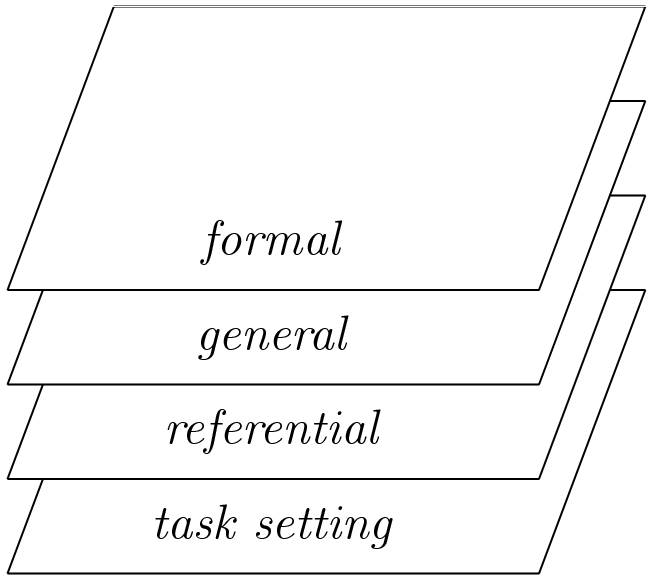 formal
general
referential
task setting